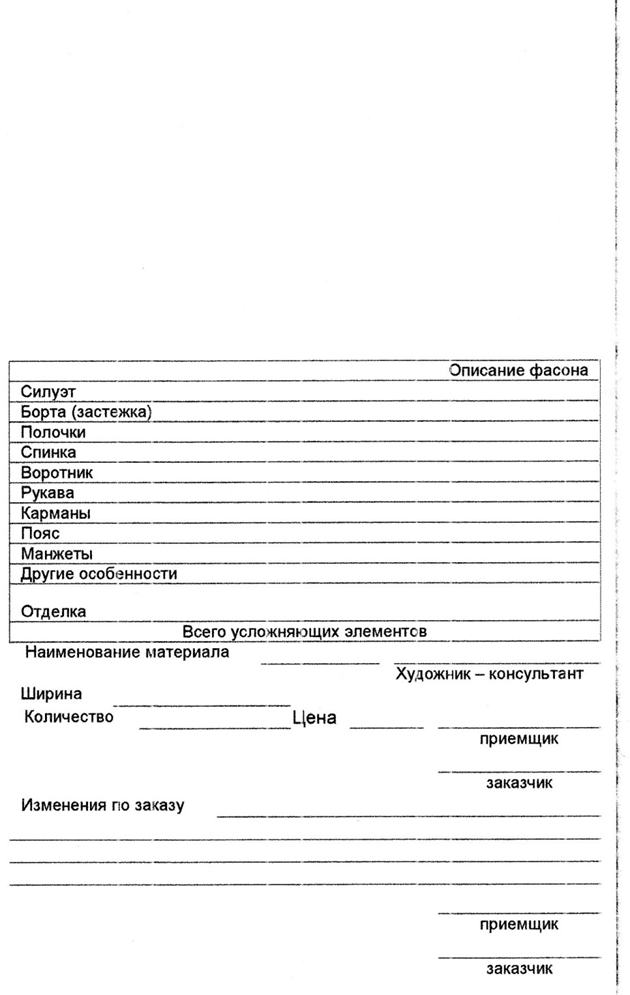 Описание фасона
Силуэт
Борта (застежка)
Полочки
Спинка
Воротник
Рукава
Карманы
Пояс
Манжеты
Другие особенности
Отделка
Всего усложняющих элементов
Наименование материала
Художник – консультант
Ширина
Количество Цена
приемщик
заказчик
Изменения по заказу
приемщик
заказчик